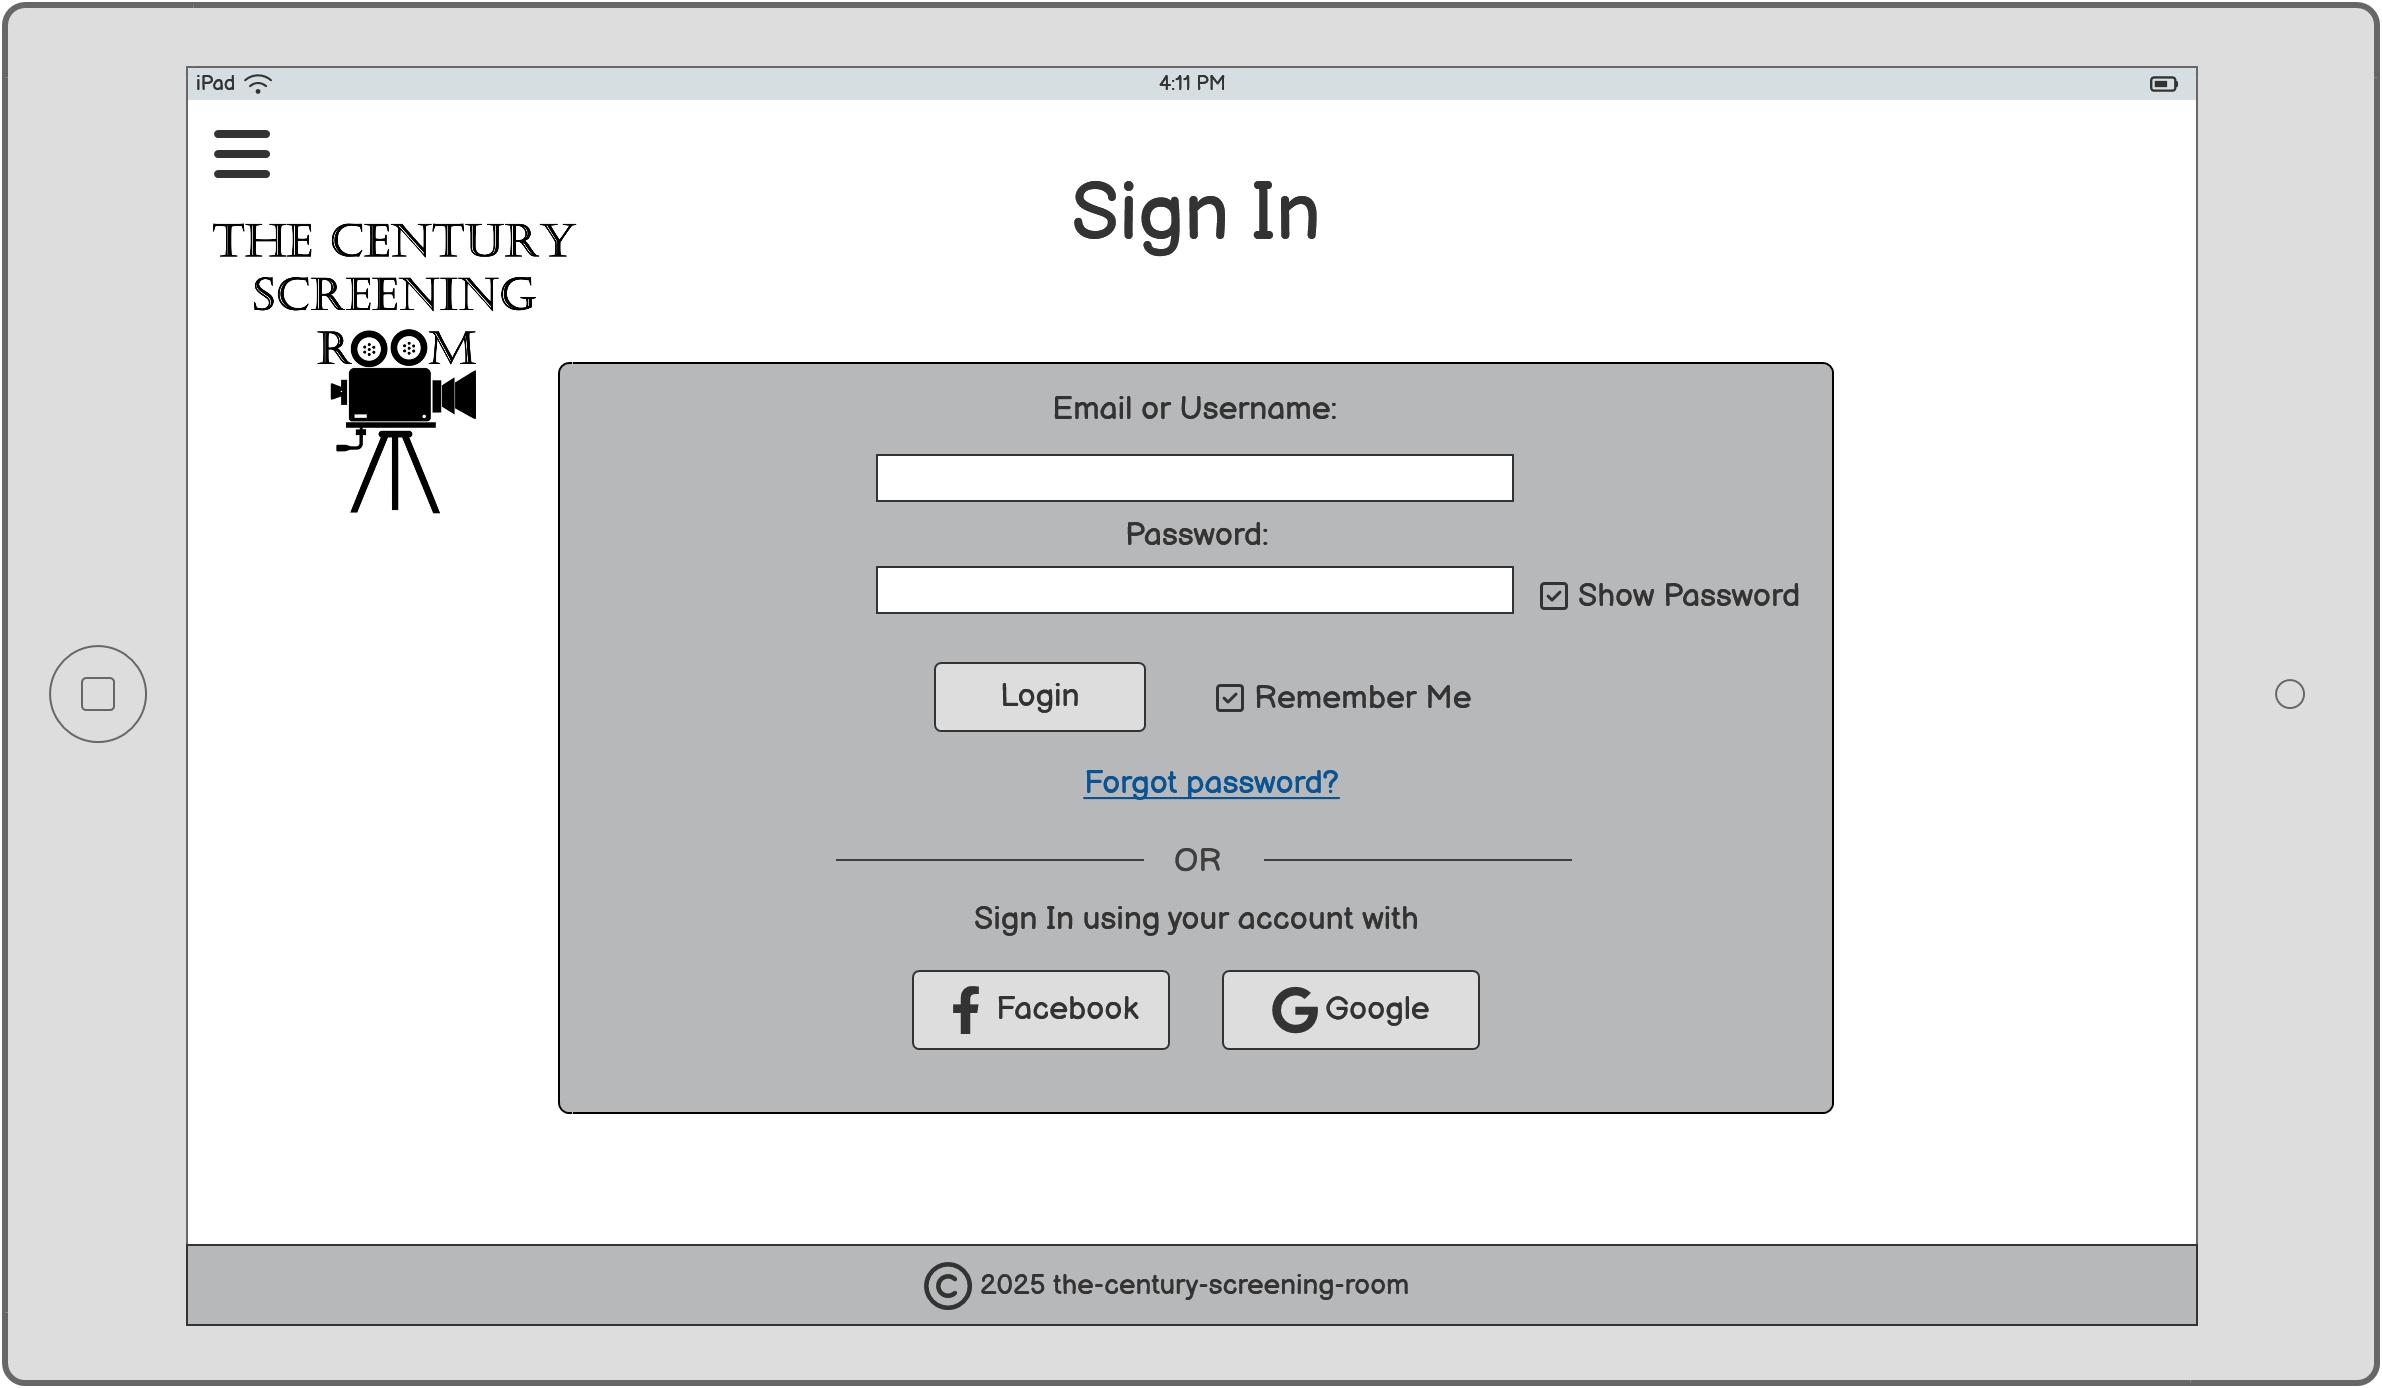 iPad
4:11 PM
Sign In
THE CENTURY
SCREENING
ROOM
Email or Username:
Password:
Show Password
Login
Remember Me
Forgot password?
OR
Sign In using your account with
Facebook
Google
© 2025 the-century-screening-room